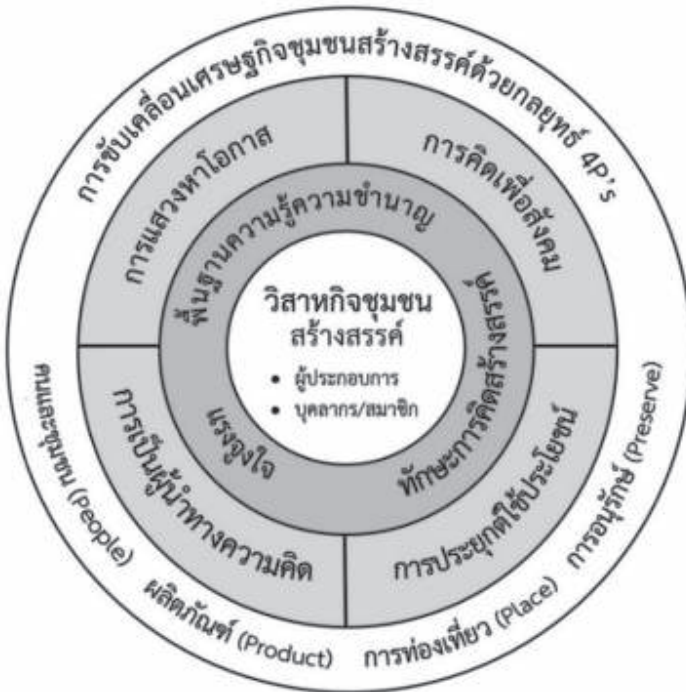 การขับเคลื่อนเศรษฐกิจชุมชนสร้างสรรค์ด้วยกลยุทธ์ 4P's
การแสวงหาโอกาส
การคิดเพื่อสังคม
พื้นฐานความรู้ความชำนาญ
ทักษะการคิดสร้างสรรค์
แรงจูงใจ
วิสาหกิจชุมชน
สร้างสรรค์
• ผู้ประกอบการ
• บุคลากร/สมาชิก
การเป็นผู้นำทางความคิด
การประยุกต์ใช้ประโยชน์
คนและชุมชน (People)
ผลิตภัณฑ์ (Product)
การท่องเที่ยว (Place)
การอนุรักษ์ (Preserve)